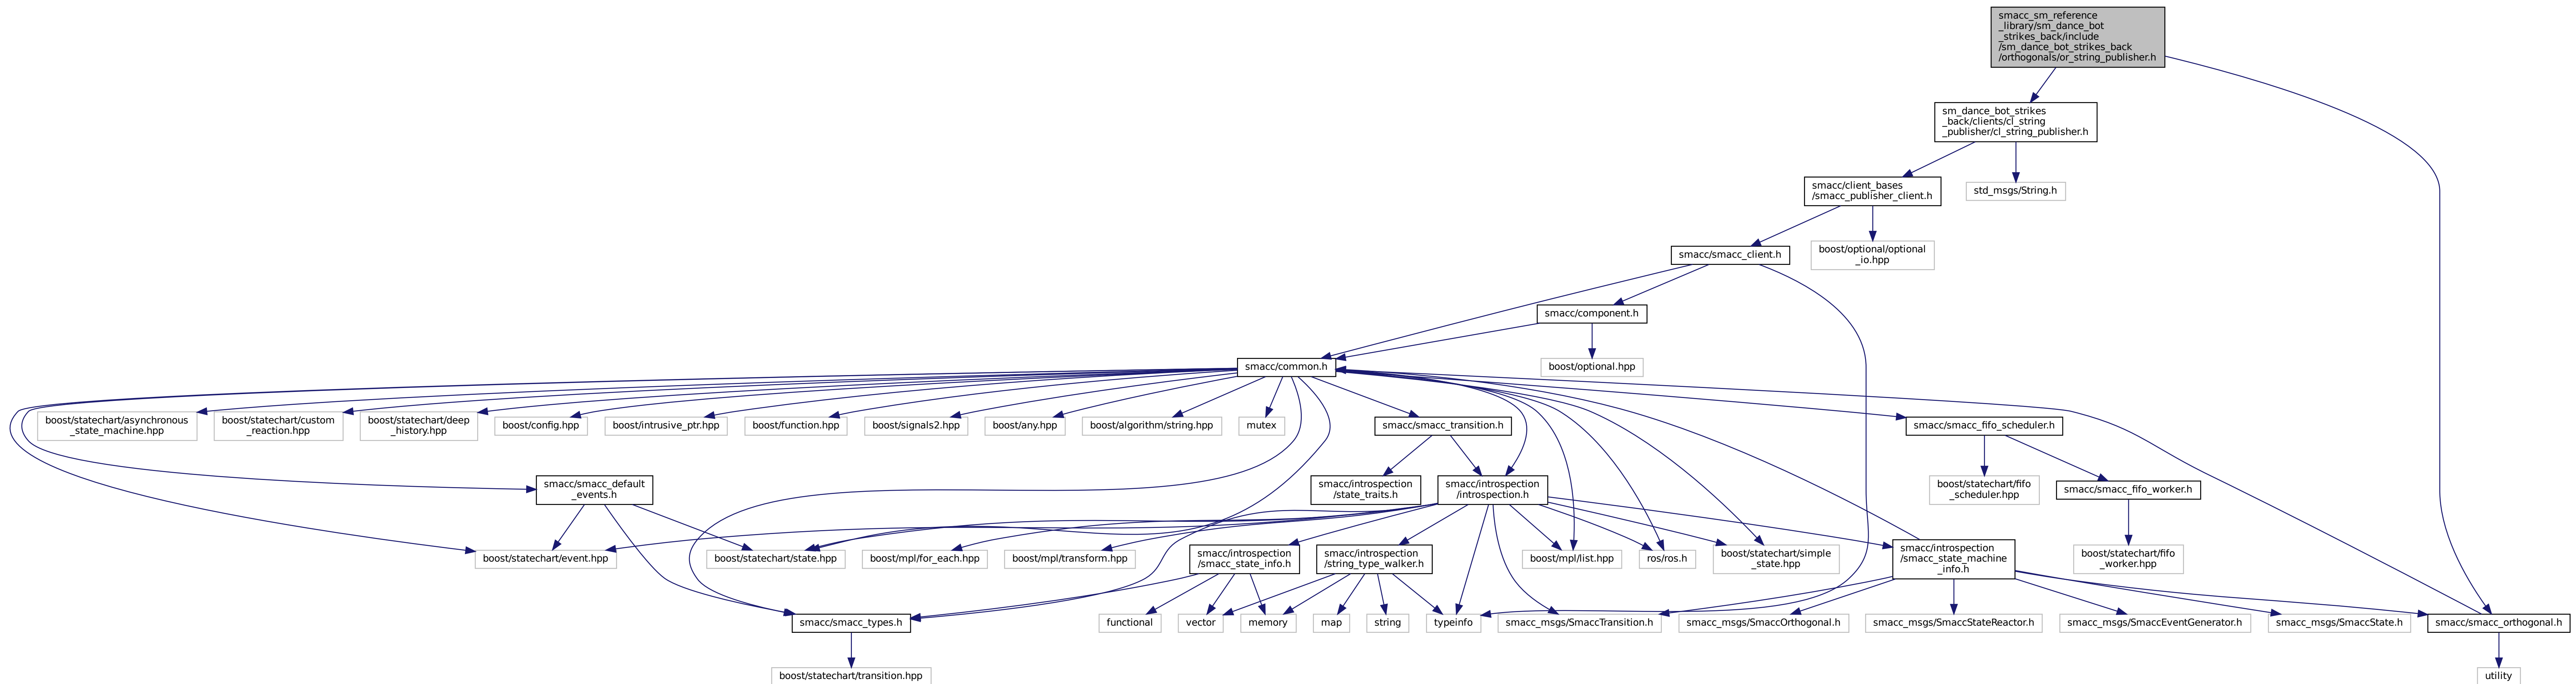 smacc_sm_reference
_library/sm_dance_bot
_strikes_back/include
/sm_dance_bot_strikes_back
/orthogonals/or_string_publisher.h
sm_dance_bot_strikes
_back/clients/cl_string
_publisher/cl_string_publisher.h
smacc/client_bases
/smacc_publisher_client.h
std_msgs/String.h
smacc/smacc_client.h
boost/optional/optional
_io.hpp
smacc/component.h
smacc/common.h
boost/optional.hpp
boost/statechart/asynchronous
_state_machine.hpp
boost/statechart/custom
_reaction.hpp
boost/statechart/deep
_history.hpp
boost/config.hpp
boost/intrusive_ptr.hpp
boost/function.hpp
boost/signals2.hpp
boost/any.hpp
boost/algorithm/string.hpp
mutex
smacc/smacc_transition.h
smacc/smacc_fifo_scheduler.h
smacc/smacc_default
_events.h
smacc/introspection
/state_traits.h
smacc/introspection
/introspection.h
boost/statechart/fifo
_scheduler.hpp
smacc/smacc_fifo_worker.h
boost/statechart/event.hpp
boost/statechart/state.hpp
boost/mpl/for_each.hpp
boost/mpl/transform.hpp
smacc/introspection
/smacc_state_info.h
smacc/introspection
/string_type_walker.h
boost/mpl/list.hpp
ros/ros.h
boost/statechart/simple
_state.hpp
smacc/introspection
/smacc_state_machine
_info.h
boost/statechart/fifo
_worker.hpp
smacc/smacc_types.h
functional
vector
memory
map
string
typeinfo
smacc_msgs/SmaccTransition.h
smacc_msgs/SmaccOrthogonal.h
smacc_msgs/SmaccStateReactor.h
smacc_msgs/SmaccEventGenerator.h
smacc_msgs/SmaccState.h
smacc/smacc_orthogonal.h
boost/statechart/transition.hpp
utility